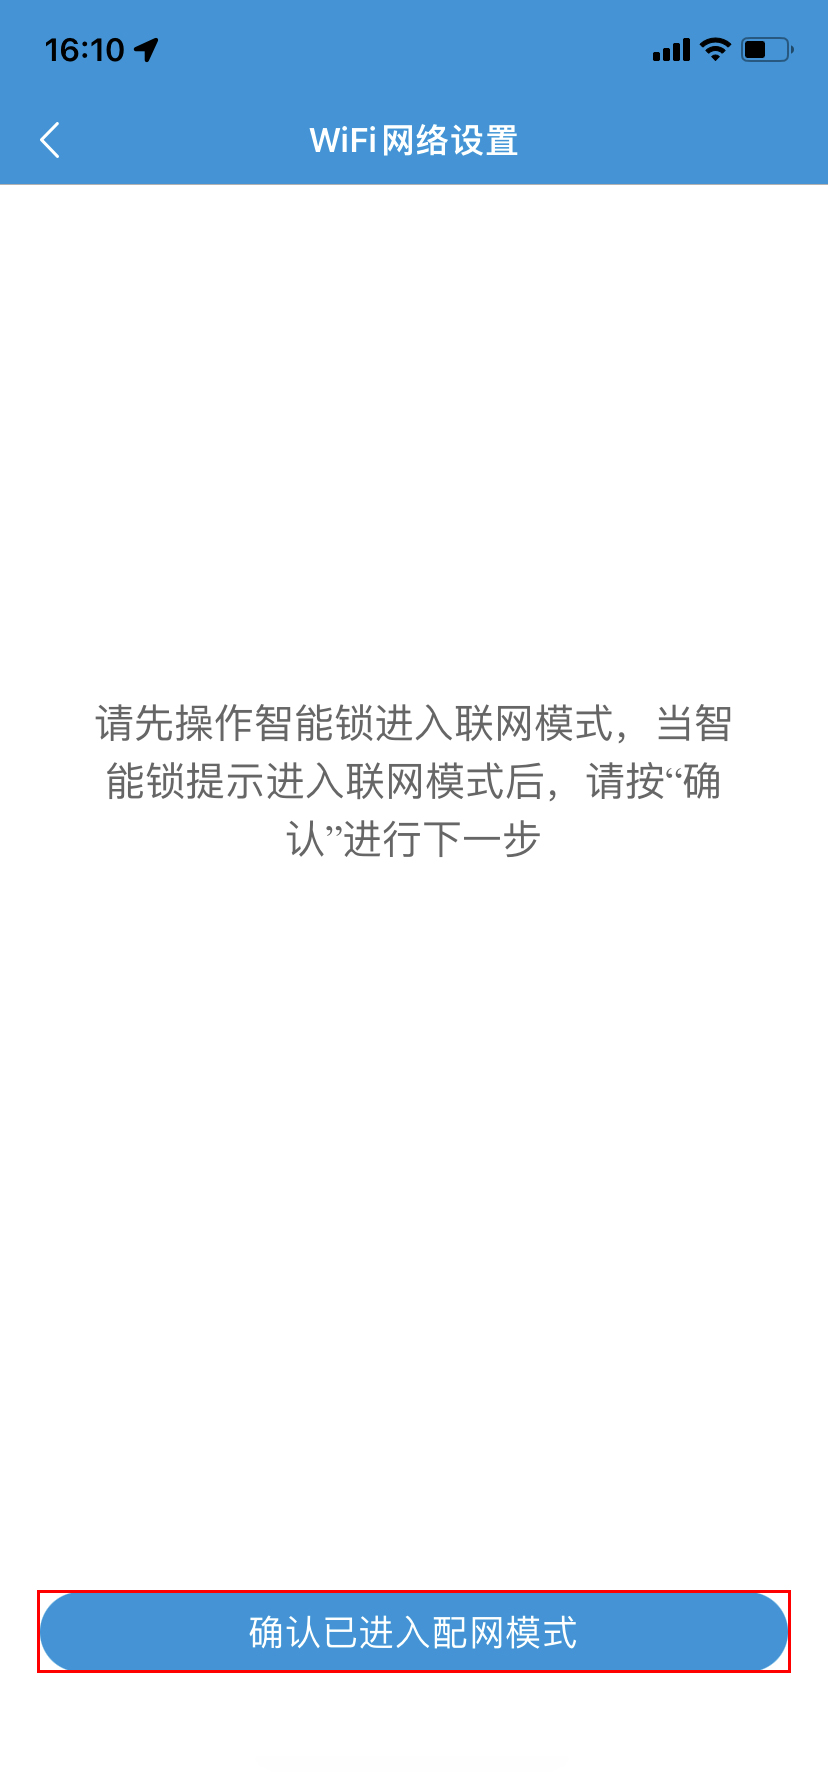 16:10
WiFi网络设置
请先操作智能锁进入联网模式，当智
能锁提示进入联网模式后，请按“确
认”进行下一步
确认已进入配网模式